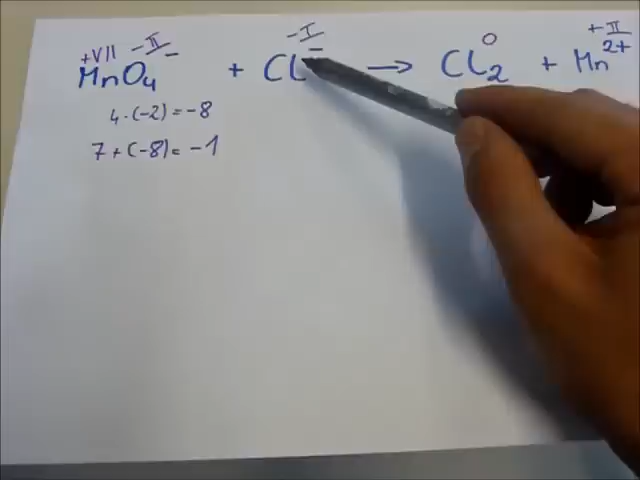 +VII -II -I 0 +II
MnO₄⁻ + Cl⁻ → Cl₂ + Mn²⁺
4·(-2)=-8
7+(-8)=-1